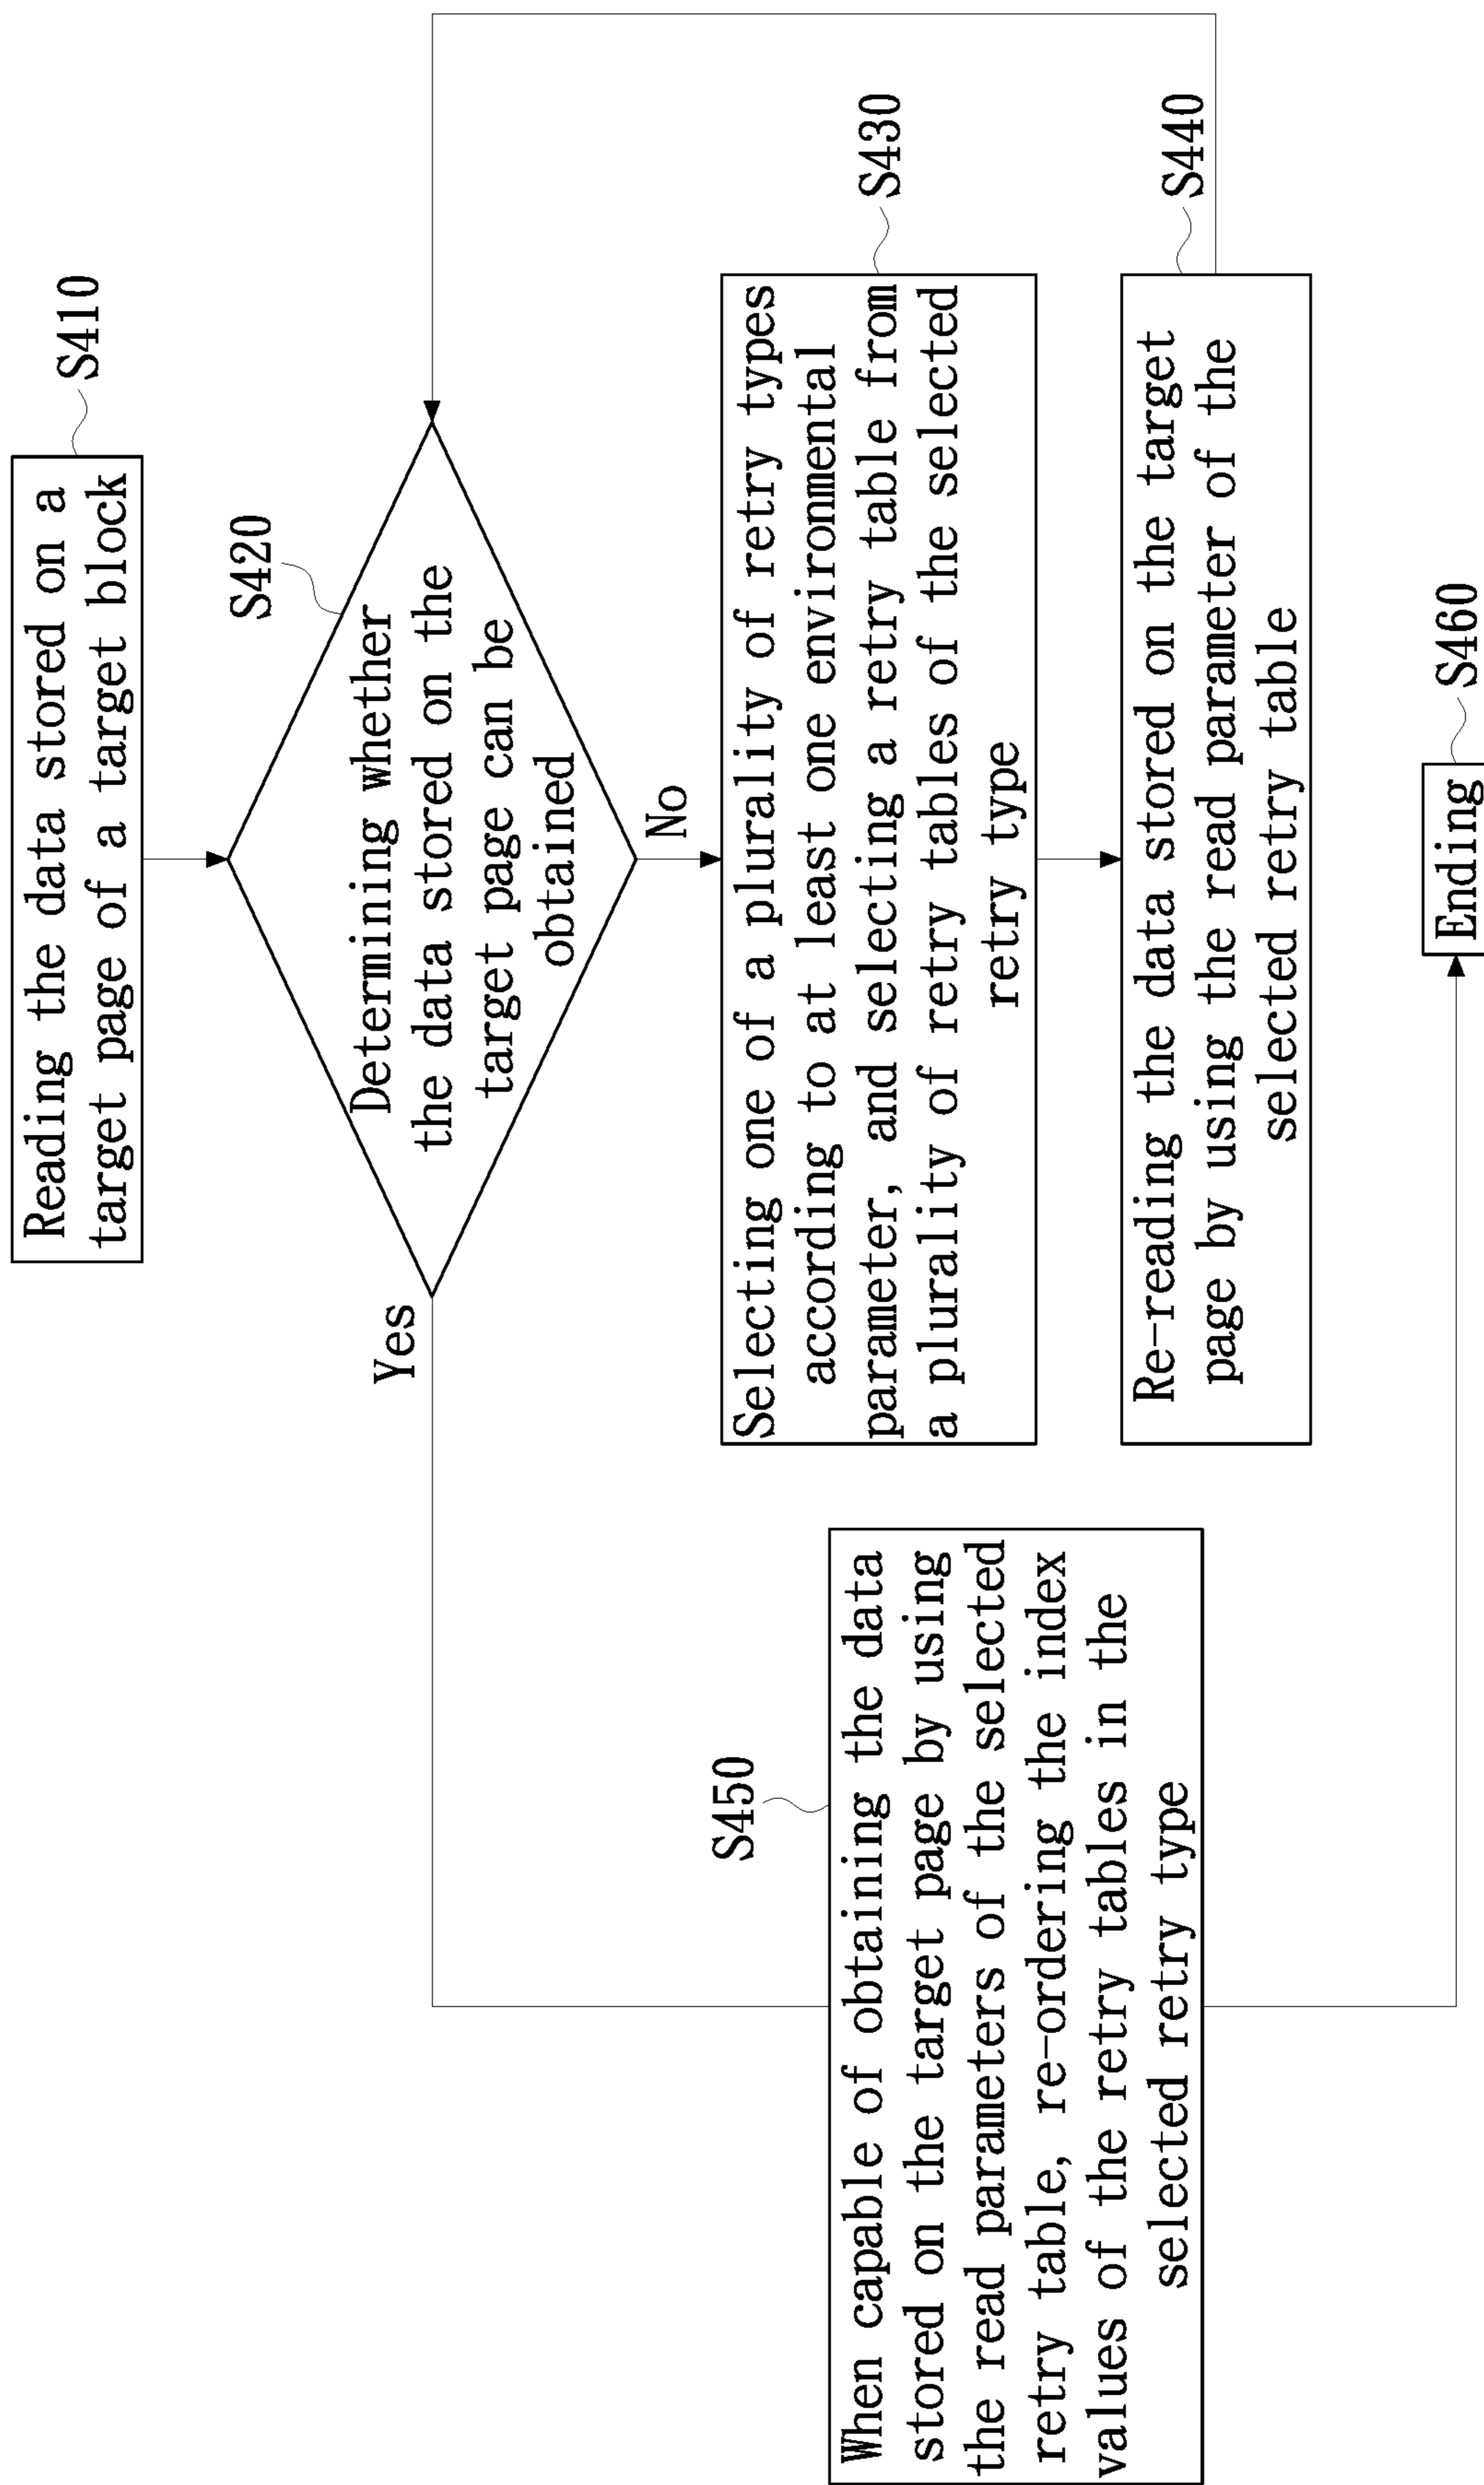 Reading the data stored on a
target page of a target block
S410
S420
Determining whether
the data stored on the
target page can be
obtained
Yes
No
Selecting one of a plurality of retry types
according to at least one environmental
parameter, and selecting a retry table from
a plurality of retry tables of the selected
retry type
S430
Re-reading the data stored on the target
page by using the read parameter of the
selected retry table
S440
S450
When capable of obtaining the data
stored on the target page by using
the read parameters of the selected
retry table, re-ordering the index
values of the retry tables in the
selected retry type
Ending
S460